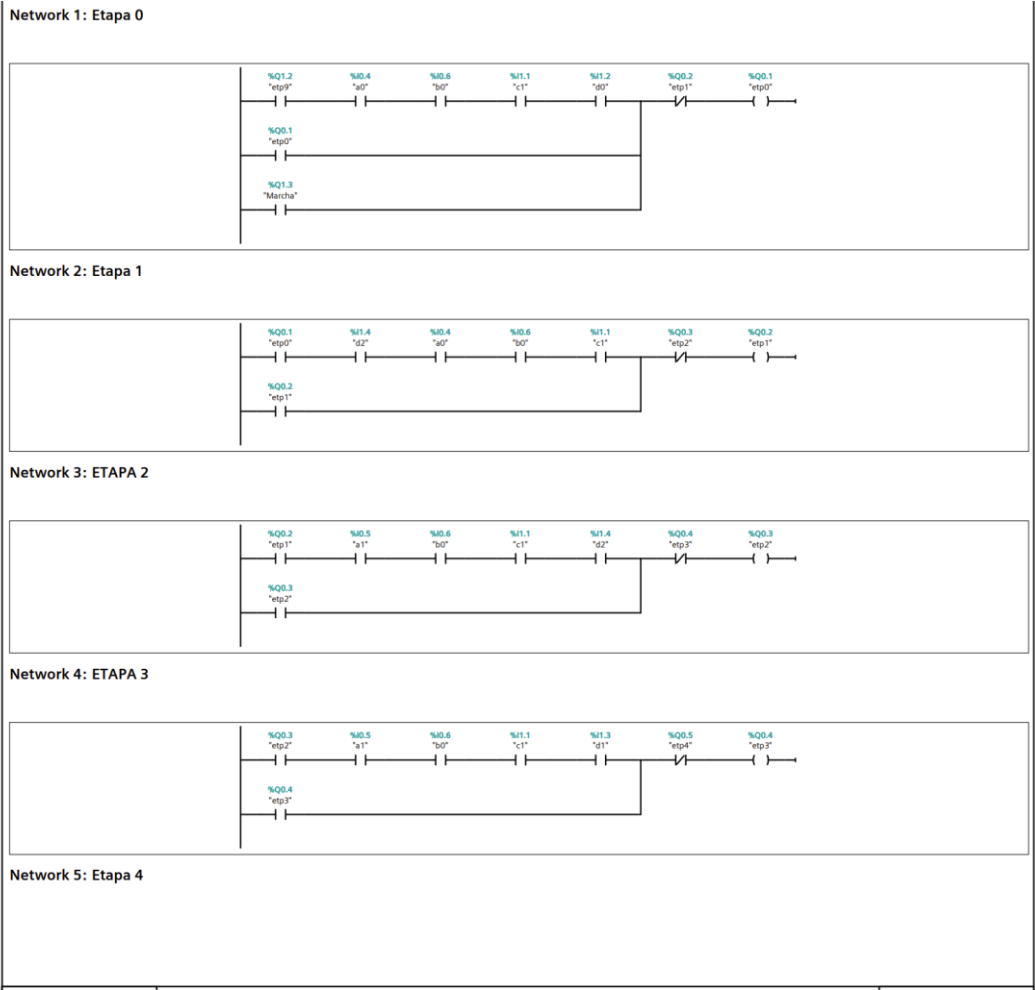 Network 1: Etapa 0
%Q1.2 %I0.4 %I0.6 %I1.1 %I1.2 %Q0.2 %Q0.1
"etp9" "a0" "b0" "c1" "d0" "etp1" "etp0"
%Q0.1
"etp0"
%Q1.3
"Marcha"
Network 2: Etapa 1
%Q0.1 %I1.4 %I0.4 %I0.6 %I1.1 %Q0.3 %Q0.2
"etp0" "d2" "a0" "b0" "c1" "etp2" "etp1"
%Q0.2
"etp1"
Network 3: ETAPA 2
%Q0.2 %I0.5 %I0.6 %I1.1 %I1.4 %Q0.4 %Q0.3
"etp1" "a1" "b0" "c1" "d2" "etp3" "etp2"
%Q0.3
"etp2"
Network 4: ETAPA 3
%Q0.3 %I0.5 %I0.6 %I1.1 %I1.3 %Q0.5 %Q0.4
"etp2" "a1" "b0" "c1" "d1" "etp4" "etp3"
%Q0.4
"etp3"
Network 5: Etapa 4